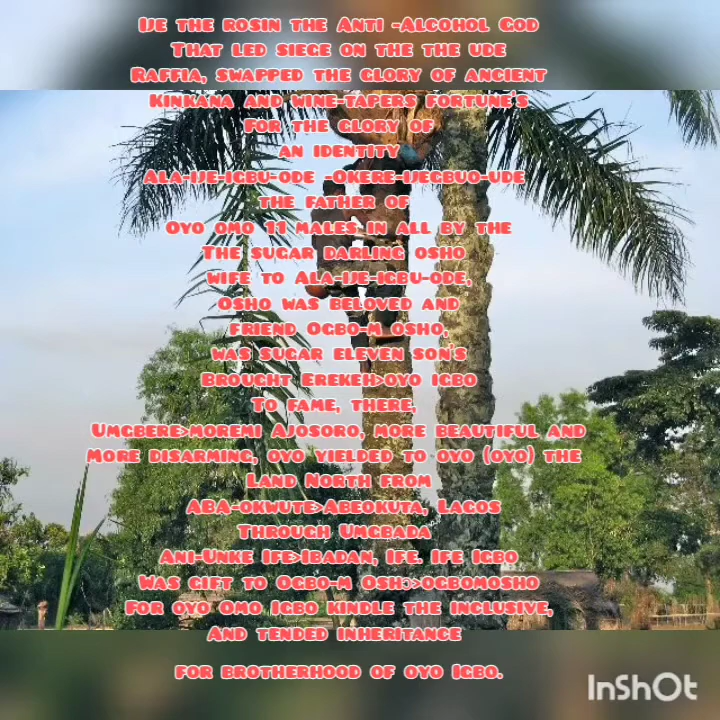 Ije the rosin the Anti -Alcohol God
That led siege on the the ude
Raffia, swapped the glory of ancient
Kinkana and wine-tapers fortune's
For the glory of
an identity
Ala-ije-igbu-ode -Okere-ijegbuo-ude
the father of
Oyo omo 11 males in all by the
The sugar darling osho
wife to Ala-ije-igbu-ode,
Osho was beloved and
friend Ogbo-m osho,
was sugar eleven son's
Brought Erekeh>oyo Igbo
To fame, there,
Umgbere>moremi Ajosoro, more beautiful and
More disarming, oyo yielded to oyo (oyo) the
Land North from
ABA-okwute>Abeokuta, Lagos
Through Umgbada
Ani-Unke Ife>Ibadan, Ife. Ife Igbo
Was gift to Ogbo-m Osho>ogbomosho
For oyo Omo Igbo kindle the inclusive,
And tended inheritance
for brotherhood of oyo Igbo.
InShOt